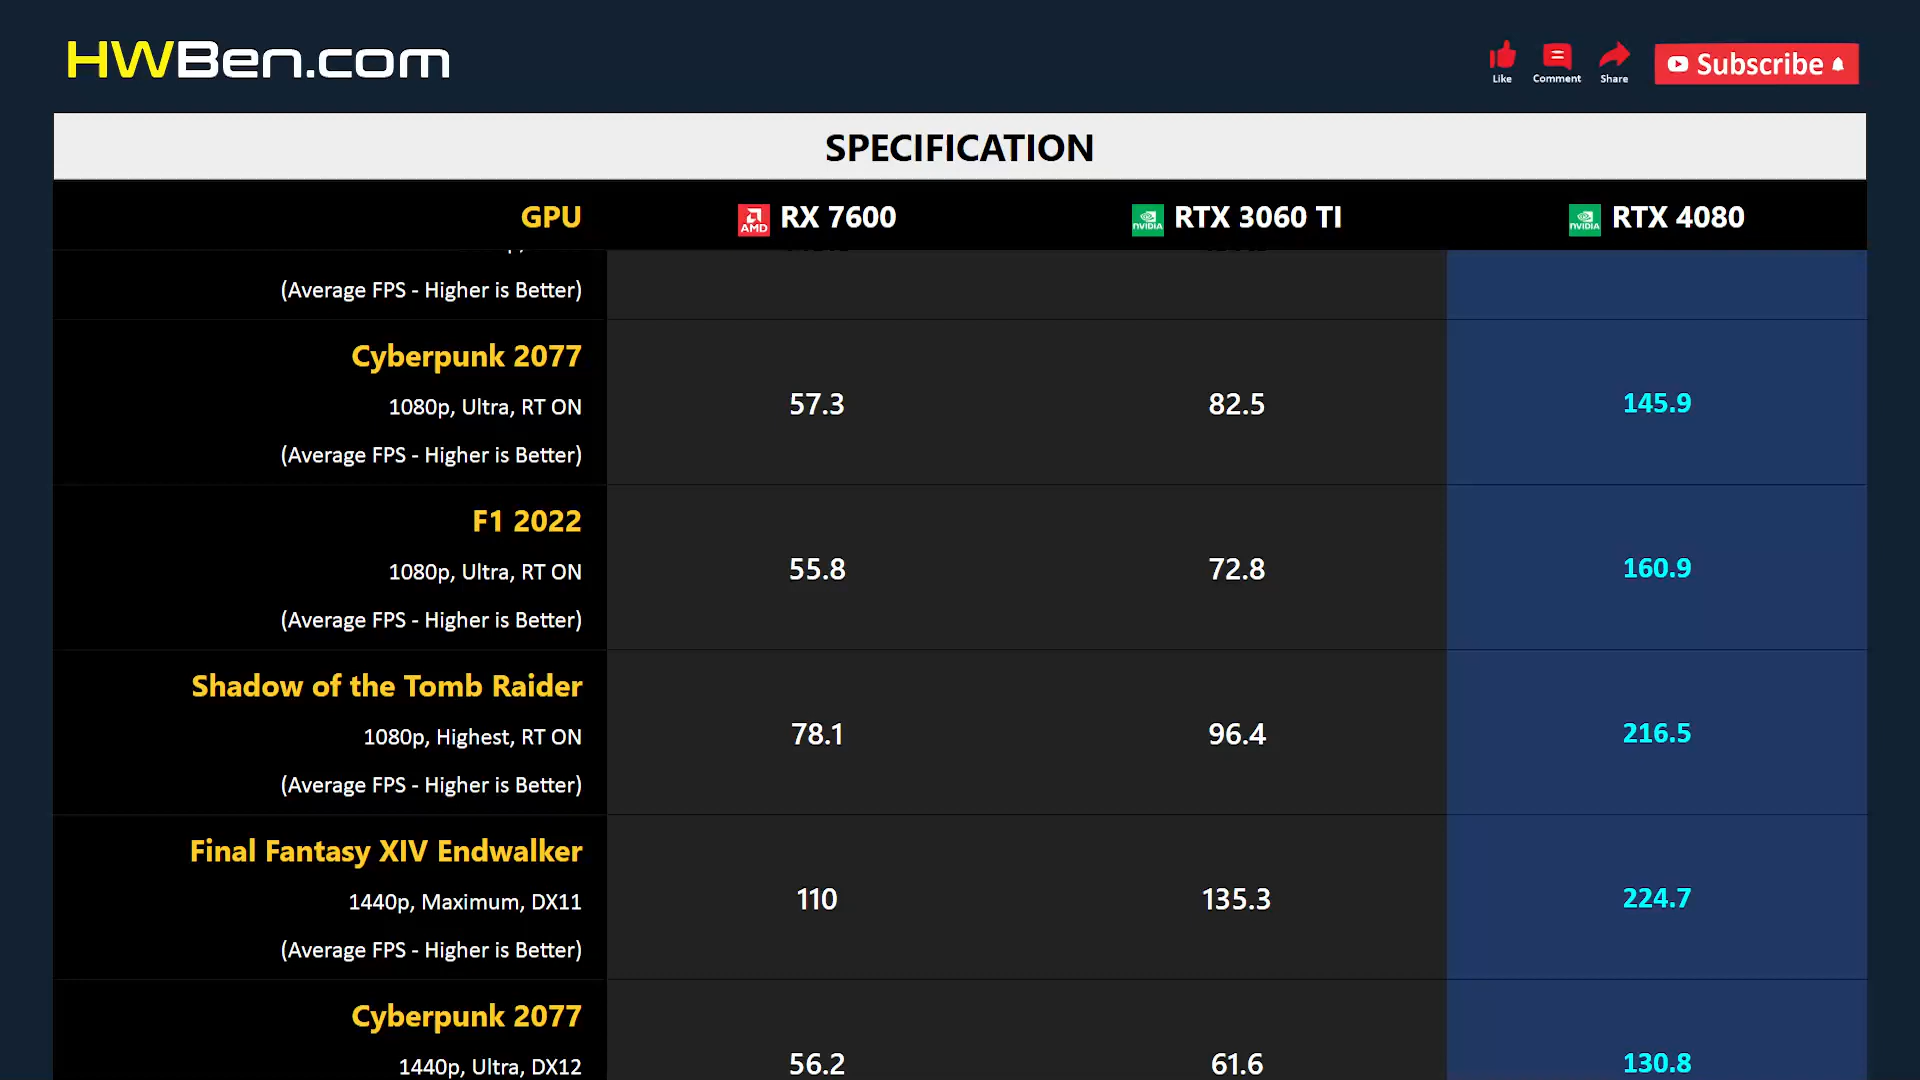 HWBen.com
Like
Comment
Share
Subscribe
SPECIFICATION
GPU
AMD
RX 7600
NVIDIA
RTX 3060 TI
NVIDIA
RTX 4080
(Average FPS - Higher is Better)
Cyberpunk 2077
1080p, Ultra, RT ON
(Average FPS - Higher is Better)
57.3
82.5
145.9
F1 2022
1080p, Ultra, RT ON
(Average FPS - Higher is Better)
55.8
72.8
160.9
Shadow of the Tomb Raider
1080p, Highest, RT ON
(Average FPS - Higher is Better)
78.1
96.4
216.5
Final Fantasy XIV Endwalker
1440p, Maximum, DX11
(Average FPS - Higher is Better)
110
135.3
224.7
Cyberpunk 2077
1440p, Ultra, DX12
56.2
61.6
130.8